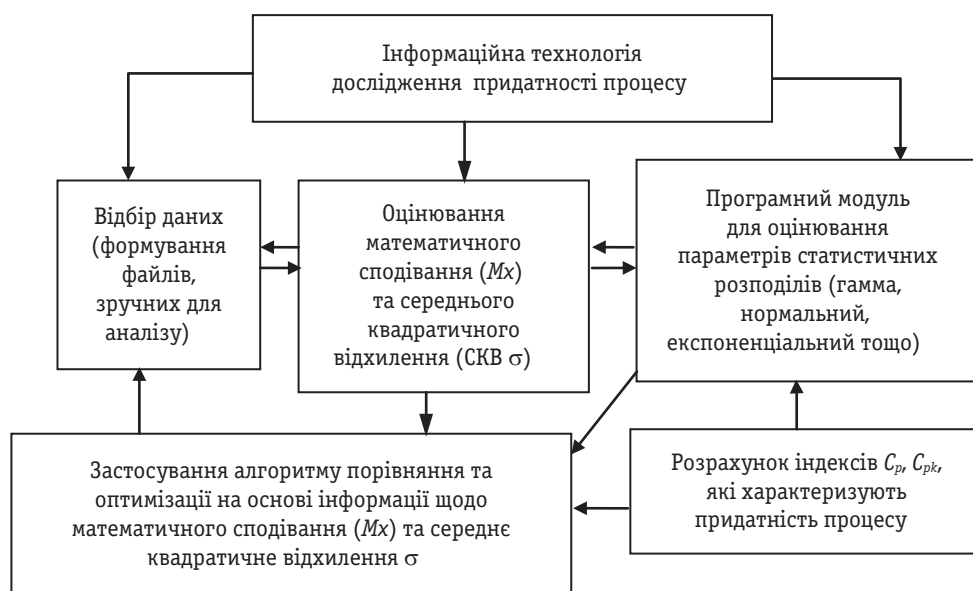 Інформаційна технологія
дослідження придатності процесу
Відбір даних
(формування
файлів,
зручних для
аналізу)
Оцінювання
математичного
сподівання (Mx)
та середнього
квадратичного
відхилення (СКВ σ)
Програмний модуль
для оцінювання
параметрів статистичних
розподілів (гамма,
нормальний,
експоненціальний тощо)
Застосування алгоритму порівняння та
оптимізації на основі інформації щодо
математичного сподівання (Mx) та середнє
квадратичне відхилення σ
Розрахунок індексів Cp, Cpk,
які характеризують
придатність процесу